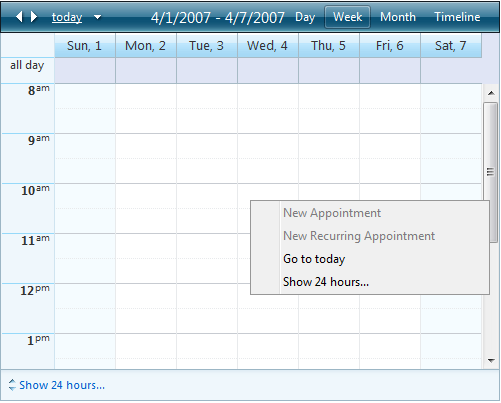 today 4/1/2007 - 4/7/2007 Day Week Month Timeline
Sun, 1 Mon, 2 Tue, 3 Wed, 4 Thu, 5 Fri, 6 Sat, 7
all day
8am
9am
10am
New Appointment
New Recurring Appointment
11am
Go to today
Show 24 hours...
12pm
1pm
Show 24 hours...